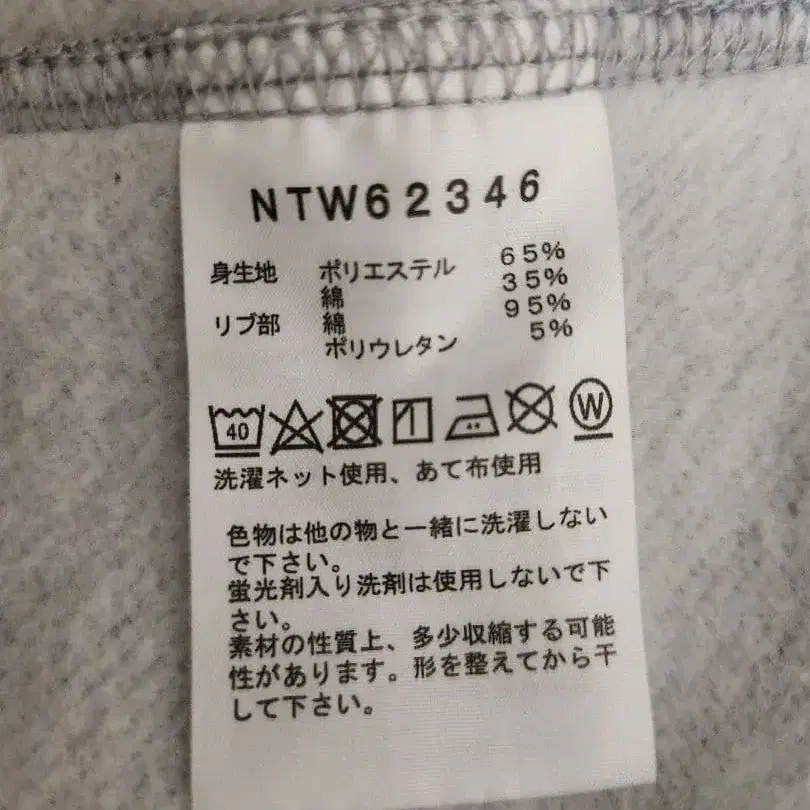 NTW62346
身生地 ポリエステル 65%
綿 35%
リブ部 綿 95%
ポリウレタン 5%
40 W
洗濯ネット使用、あて布使用
色物は他の物と一緒に洗濯しない
で下さい。
蛍光剤入り洗剤は使用しないで下
さい。
素材の性質上、多少収縮する可能
性があります。形を整えてから干
して下さい。